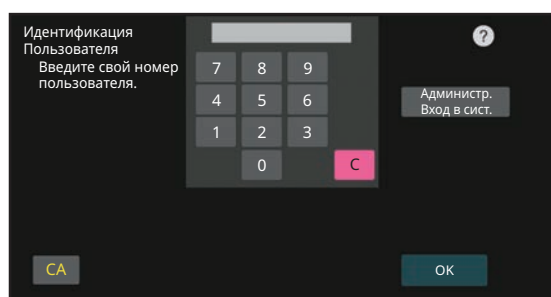 Идентификация
Пользователя
Введите свой номер
пользователя.
7 8 9
4 5 6
1 2 3
0 C
?
Администр.
Вход в сист.
CA
OK